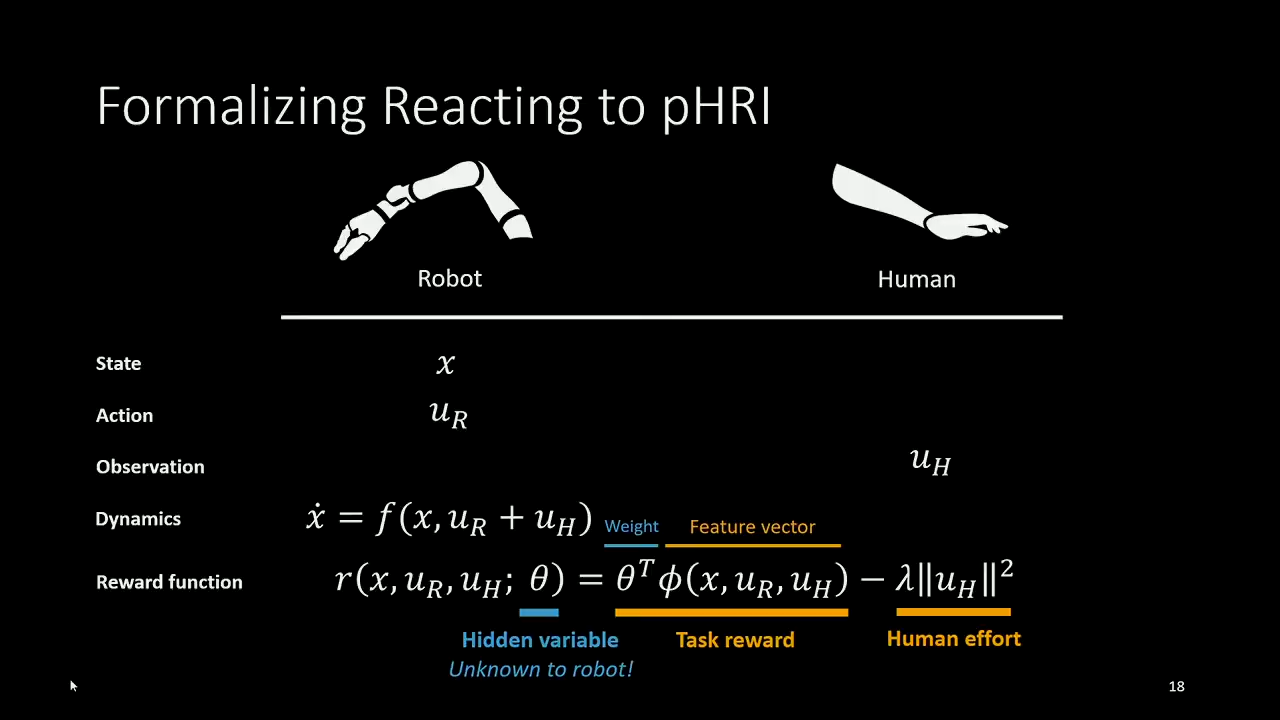 Formalizing Reacting to pHRI
Robot
Human
State
x
Action
u_R
Observation
u_H
Dynamics
ẋ = f(x, u_R + u_H)
Weight
Feature vector
Reward function
r(x, u_R, u_H; θ) = θ^T ϕ(x, u_R, u_H) − λ‖u_H‖²
Hidden variable
Task reward
Human effort
Unknown to robot!
18